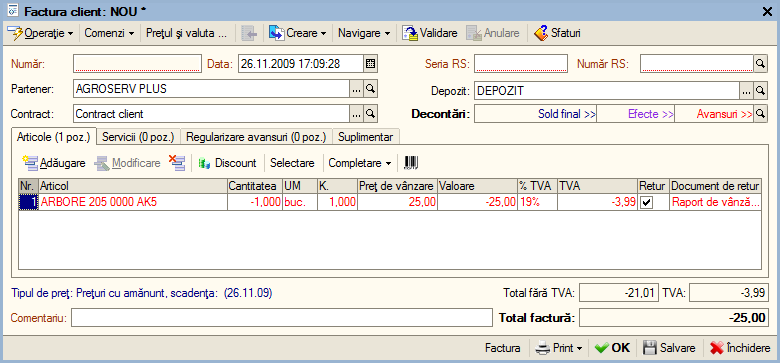 Factura client: NOU *
Operaţie Comenzi Preţul şi valuta ... Creare Navigare Validare Anulare Sfaturi
Număr: Data: 26.11.2009 17:09:28 Seria RS: Număr RS:
Partener: AGROSERV PLUS ... Depozit: DEPOZIT ...
Contract: Contract client ... Decontări: Sold final >> Efecte >> Avansuri >>
Articole (1 poz.) Servicii (0 poz.) Regularizare avansuri (0 poz.) Suplimentar
Adăugare Modificare Discount Selectare Completare
Nr. Articol Cantitatea UM K. Preţ de vânzare Valoare % TVA TVA Retur Document de retur
1 ARBORE 205 0000 AK5 -1,000 buc. 1,000 25,00 -25,00 19% -3,99 Raport de vânză...
Tipul de preţ: Preţuri cu amănunt, scadenţa: (26.11.09) Total fără TVA: -21,01 TVA: -3,99
Comentariu: Total factură: -25,00
Factura Print OK Salvare Închidere